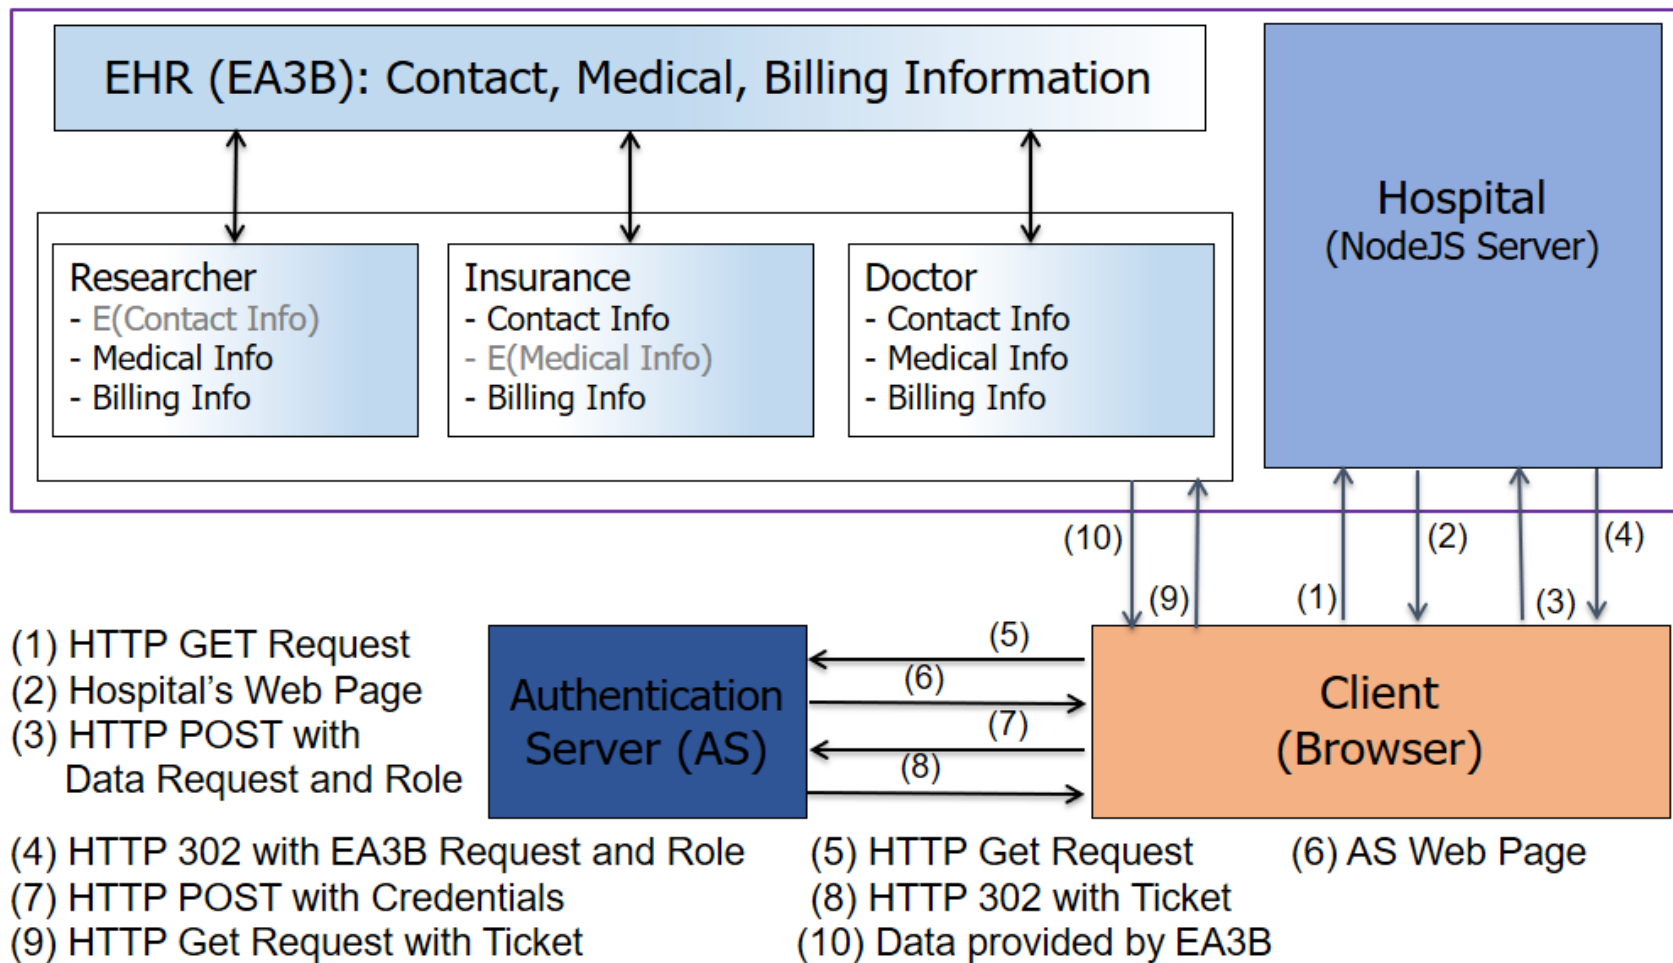 EHR (EA3B): Contact, Medical, Billing Information
Hospital
(NodeJS Server)
Researcher
- E(Contact Info)
- Medical Info
- Billing Info
Insurance
- Contact Info
- E(Medical Info)
- Billing Info
Doctor
- Contact Info
- Medical Info
- Billing Info
(10)
(9)
(1)
(2)
(3)
(4)
(5)
(6)
(7)
(8)
Authentication
Server (AS)
Client
(Browser)
(1) HTTP GET Request
(2) Hospital's Web Page
(3) HTTP POST with
Data Request and Role
(4) HTTP 302 with EA3B Request and Role
(5) HTTP Get Request
(6) AS Web Page
(7) HTTP POST with Credentials
(8) HTTP 302 with Ticket
(9) HTTP Get Request with Ticket
(10) Data provided by EA3B